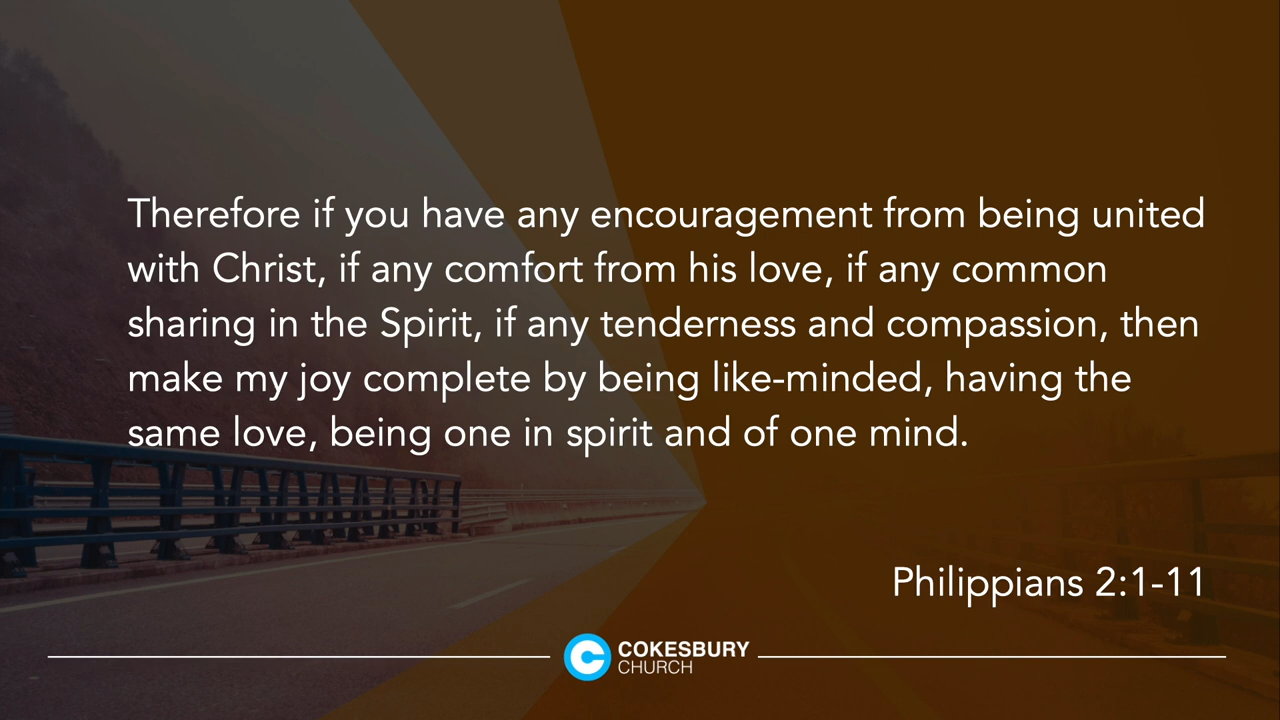 Therefore if you have any encouragement from being united
with Christ, if any comfort from his love, if any common
sharing in the Spirit, if any tenderness and compassion, then
make my joy complete by being like-minded, having the
same love, being one in spirit and of one mind.
Philippians 2:1-11
COKESBURY
CHURCH